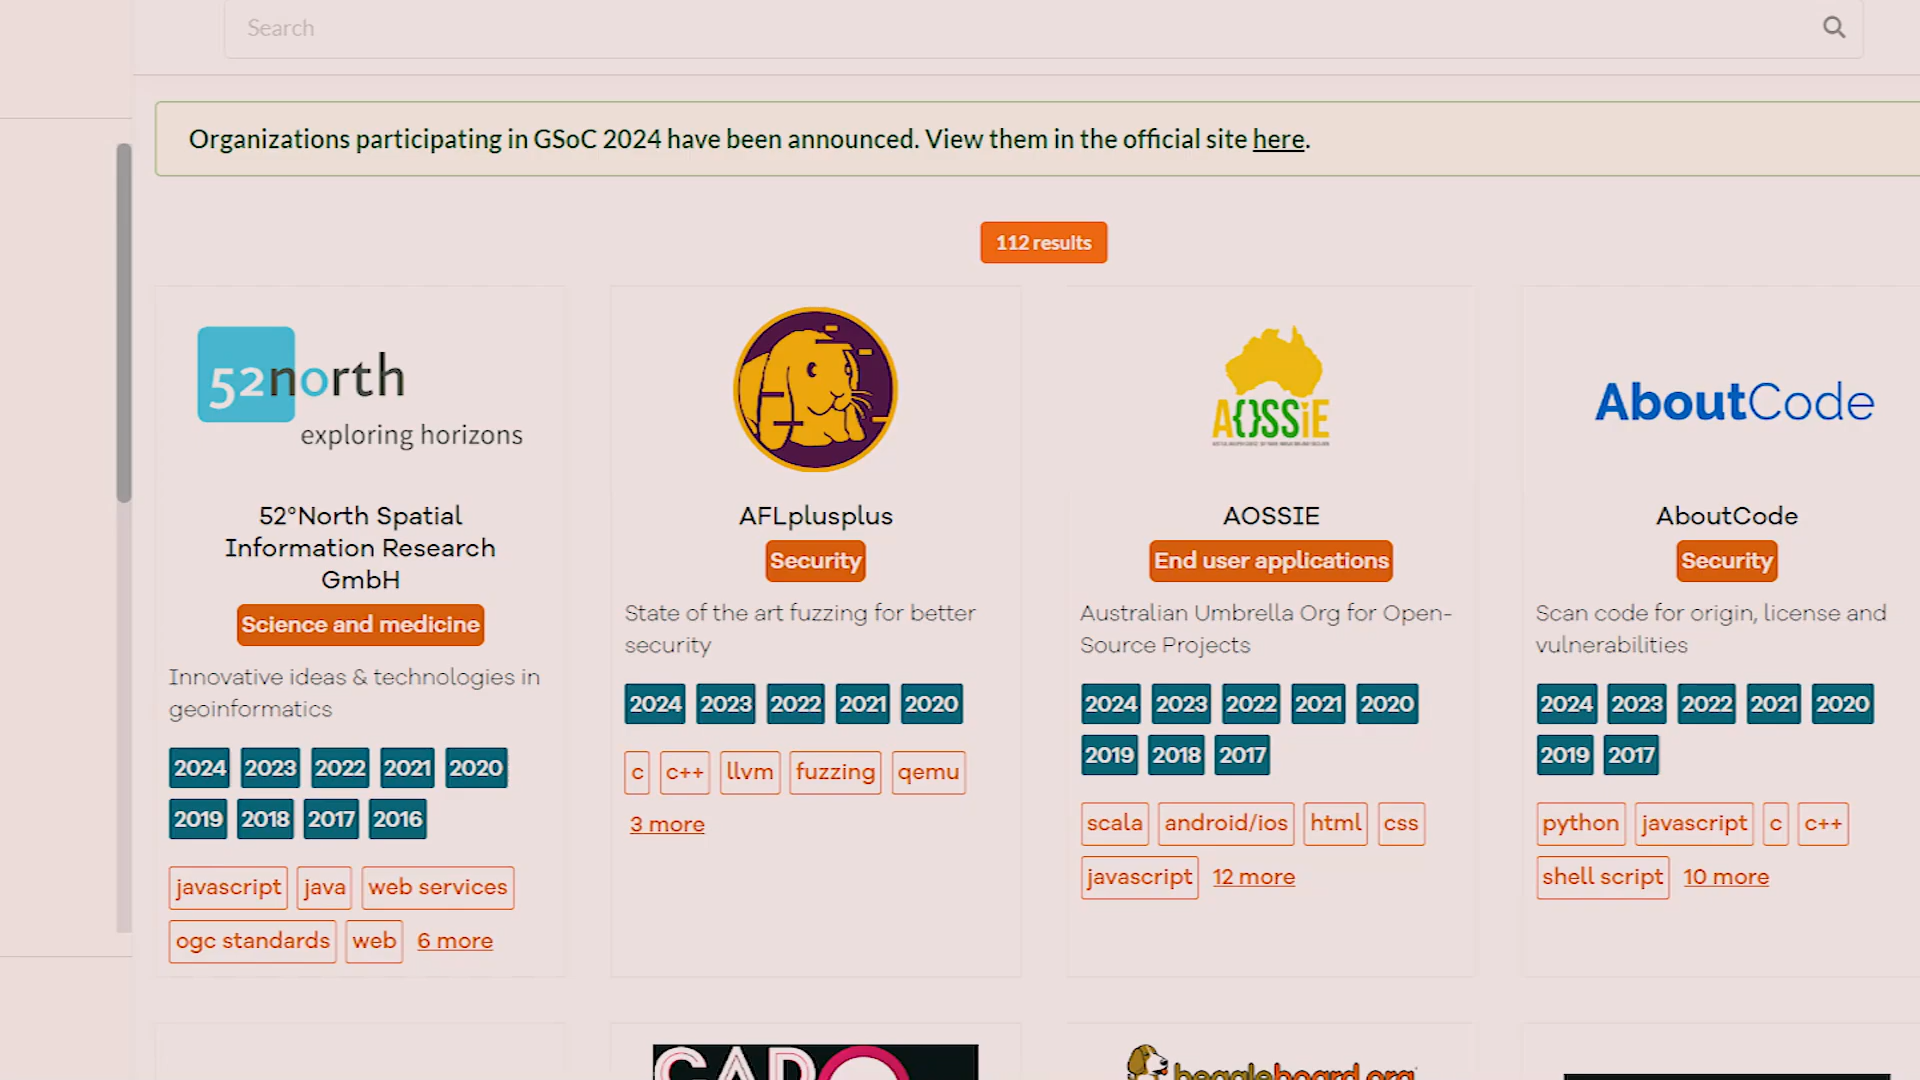 Search
Organizations participating in GSoC 2024 have been announced. View them in the official site here.
112 results
52north
exploring horizons
52°North Spatial
Information Research
GmbH
Science and medicine
Innovative ideas & technologies in
geoinformatics
2024 2023 2022 2021 2020
2019 2018 2017 2016
javascript java web services
ogc standards web 6 more
AFLplusplus
Security
State of the art fuzzing for better
security
2024 2023 2022 2021 2020
c c++ llvm fuzzing qemu
3 more
A{}SSiE
AOSSIE
End user applications
Australian Umbrella Org for Open-
Source Projects
2024 2023 2022 2021 2020
2019 2018 2017
scala android/ios html css
javascript 12 more
AboutCode
AboutCode
Security
Scan code for origin, license and
vulnerabilities
2024 2023 2022 2021 2020
2019 2017
python javascript c c++
shell script 10 more
beagleboard.org